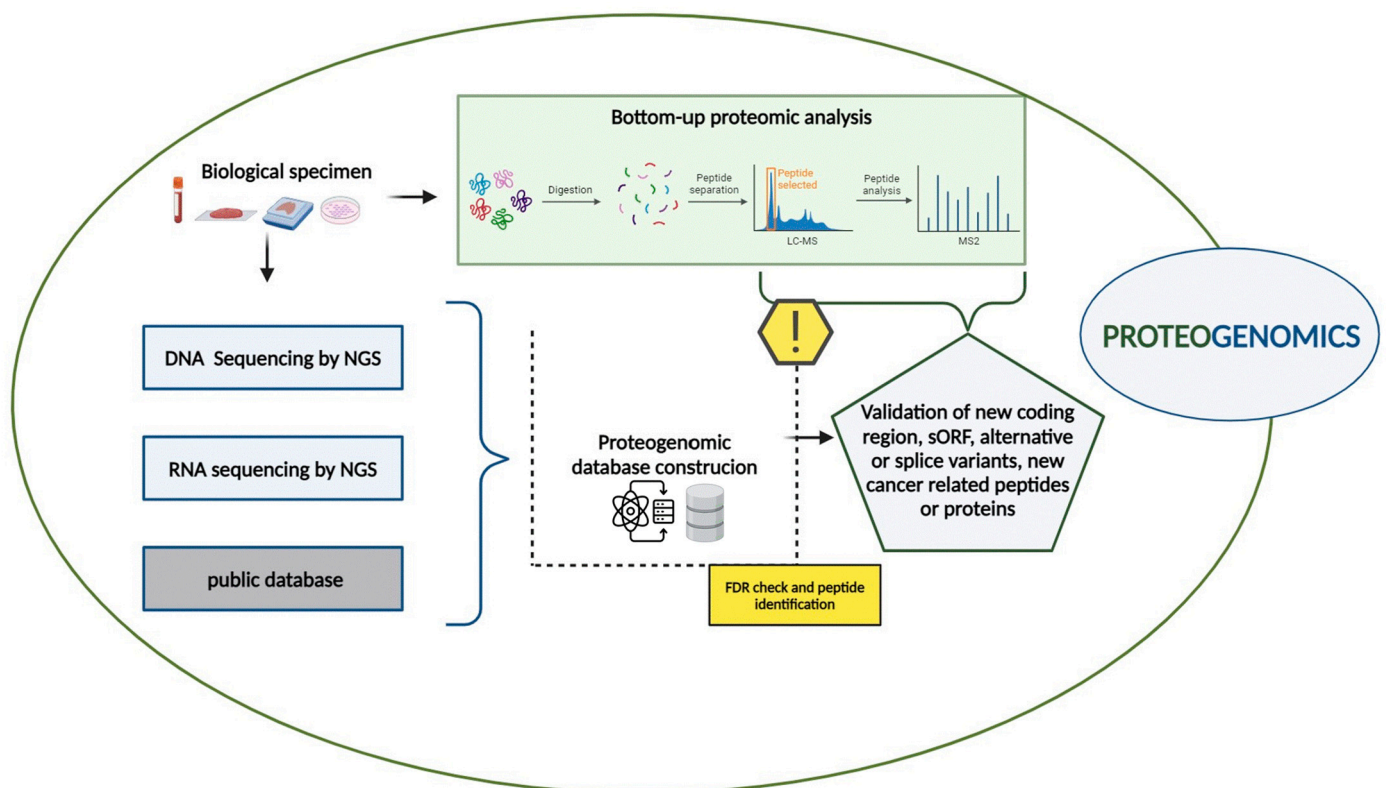 Bottom-up proteomic analysis
Biological specimen
Digestion
Peptide
separation
Peptide
selected
LC-MS
Peptide
analysis
MS2
DNA  Sequencing by NGS
RNA sequencing by NGS
public database
Proteogenomic
database construcion
!
FDR check and peptide
identification
Validation of new coding
region, sORF, alternative
or splice variants, new
cancer related peptides
or proteins
PROTEOGENOMICS